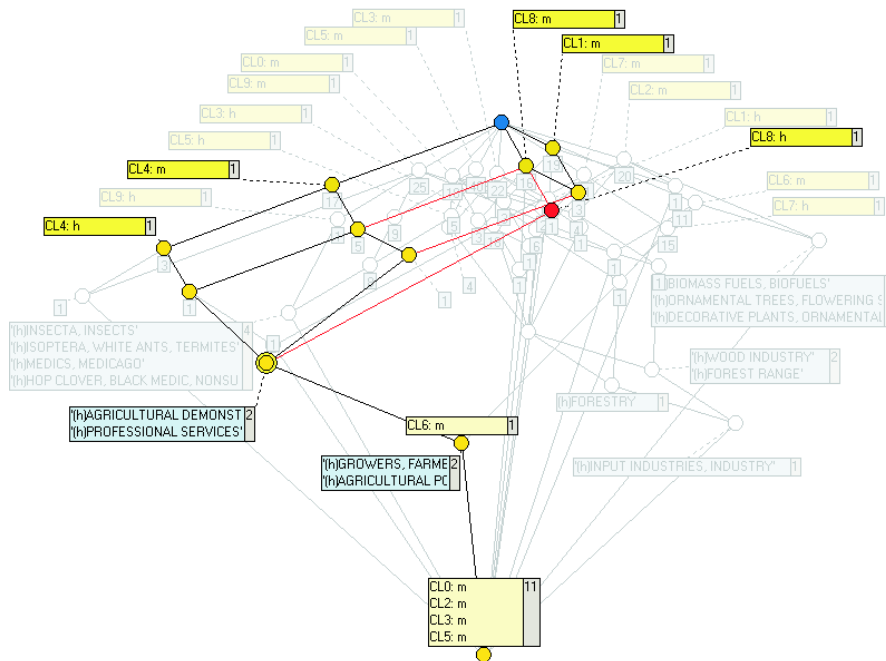 CL3: m 1
CL8: m 1
CL5: m 1
CL1: m 1
CL0: m 1
CL7: m 1
CL9: m 1
CL2: m 1
CL3: h 1
CL1: h 1
CL5: h 1
CL8: h 1
CL4: m 1
CL6: m 1
CL9: h 1
CL7: h 1
CL4: h 1
25
22
16
19
20
17
11
15
3
5
9
4
6
1
'(h)INSECTA, INSECTS' 4
'(h)ISOPTERA, WHITE ANTS, TERMITES'
'(h)MEDICS, MEDICAGO'
'(h)HOP CLOVER, BLACK MEDIC, NONSU
1 BIOMASS FUELS, BIOFUELS'
'(h)ORNAMENTAL TREES, FLOWERING S
'(h)DECORATIVE PLANTS, ORNAMENTAL
'(h)WOOD INDUSTRY" 2
'(h)FOREST RANGE'
'(h)FORESTRY 1
'(h)AGRICULTURAL DEMONST 2
'(h)PROFESSIONAL SERVICES'
CL6: m 1
'(h)GROWERS, FARME 2
'(h)AGRICULTURAL PC
'(h)INPUT INDUSTRIES, INDUSTRY" 1
CL0: m 11
CL2: m
CL3: m
CL5: m